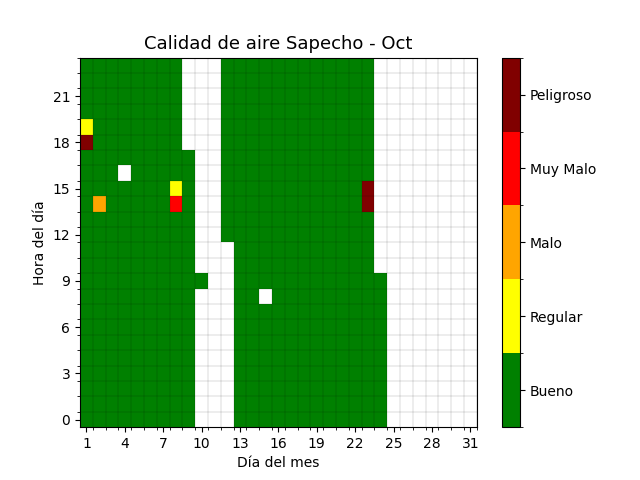 Calidad de aire Sapecho - Oct
21
18
15
12
9
6
3
0
Hora del día
1 4 7 10 13 16 19 22 25 28 31
Día del mes
Peligroso
Muy Malo
Malo
Regular
Bueno